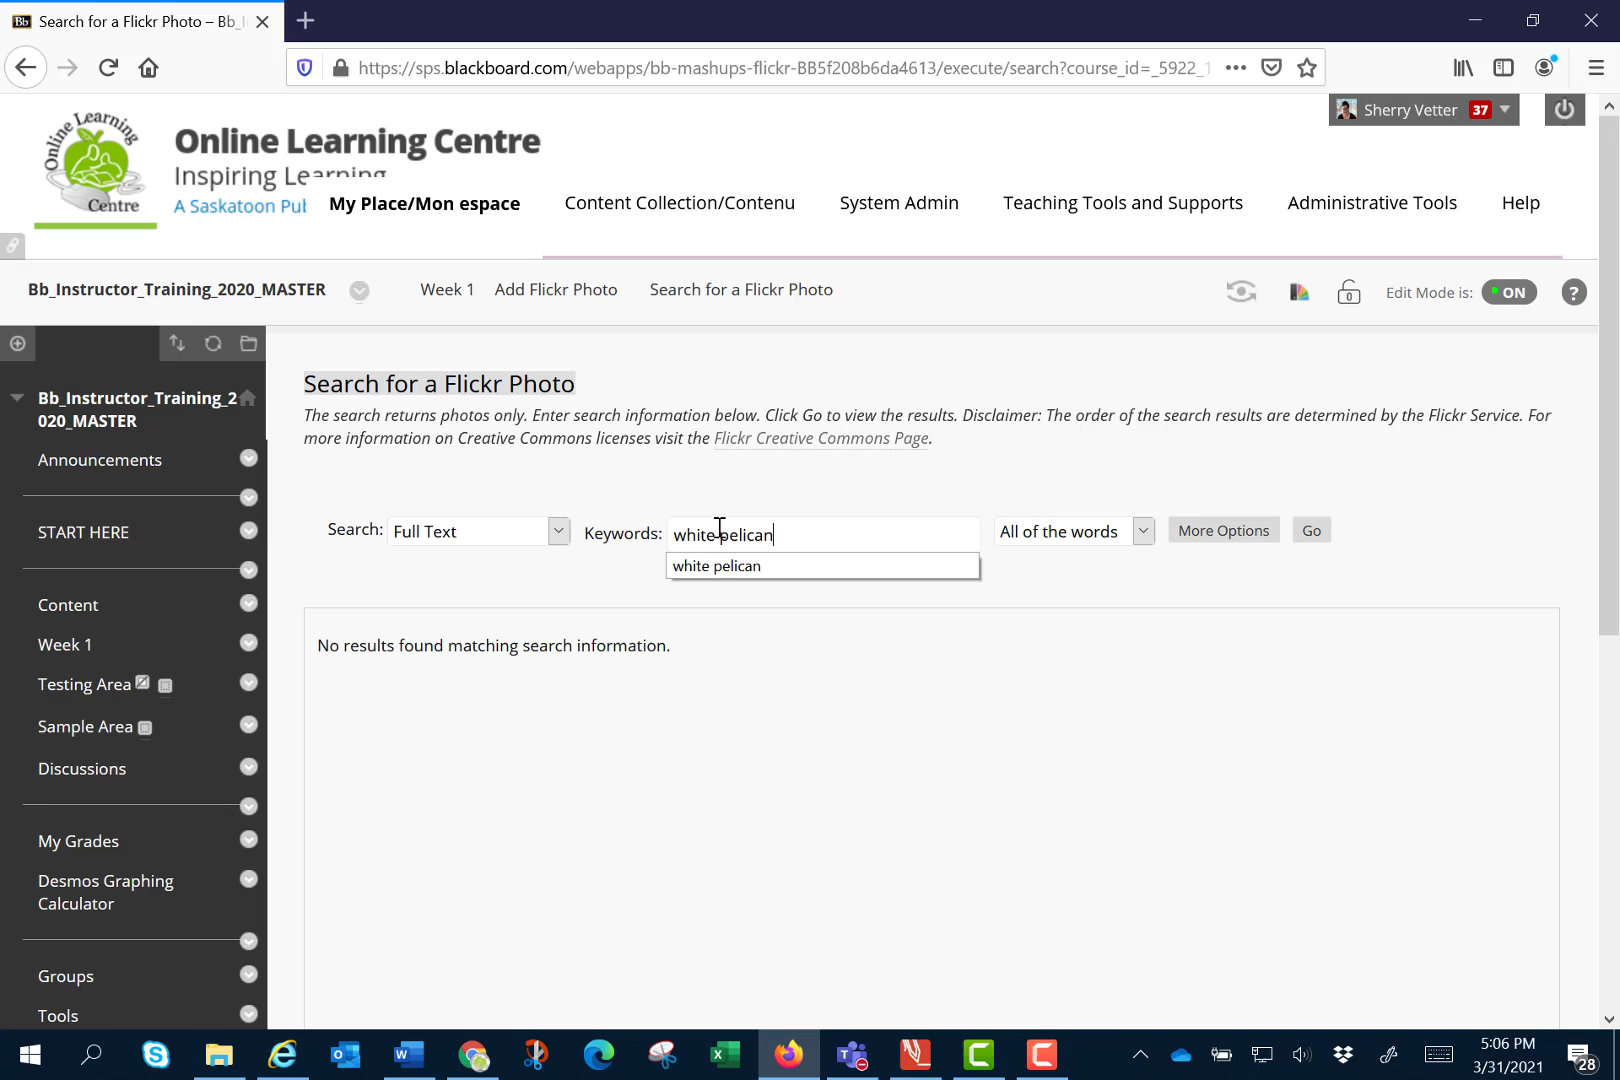 Search for a Flickr Photo – Bb_I
https://sps.blackboard.com/webapps/bb-mashups-flickr-BB5f208b6da4613/execute/search?course_id=_5922_1
Sherry Vetter 37
Online Learning Centre
Online Learning Centre
Inspiring Learning
A Saskatoon Pub
My Place/Mon espace
Content Collection/Contenu
System Admin
Teaching Tools and Supports
Administrative Tools
Help
Bb_Instructor_Training_2020_MASTER
Week 1
Add Flickr Photo
Search for a Flickr Photo
Edit Mode is: ON
?
Bb_Instructor_Training_2
020_MASTER
Announcements
START HERE
Content
Week 1
Testing Area
Sample Area
Discussions
My Grades
Desmos Graphing
Calculator
Groups
Tools
Search for a Flickr Photo
The search returns photos only. Enter search information below. Click Go to view the results. Disclaimer: The order of the search results are determined by the Flickr Service. For
more information on Creative Commons licenses visit the Flickr Creative Commons Page.
Search: Full Text
Keywords: white pelican
All of the words
More Options
Go
white pelican
No results found matching search information.
5:06 PM
3/31/2021
28